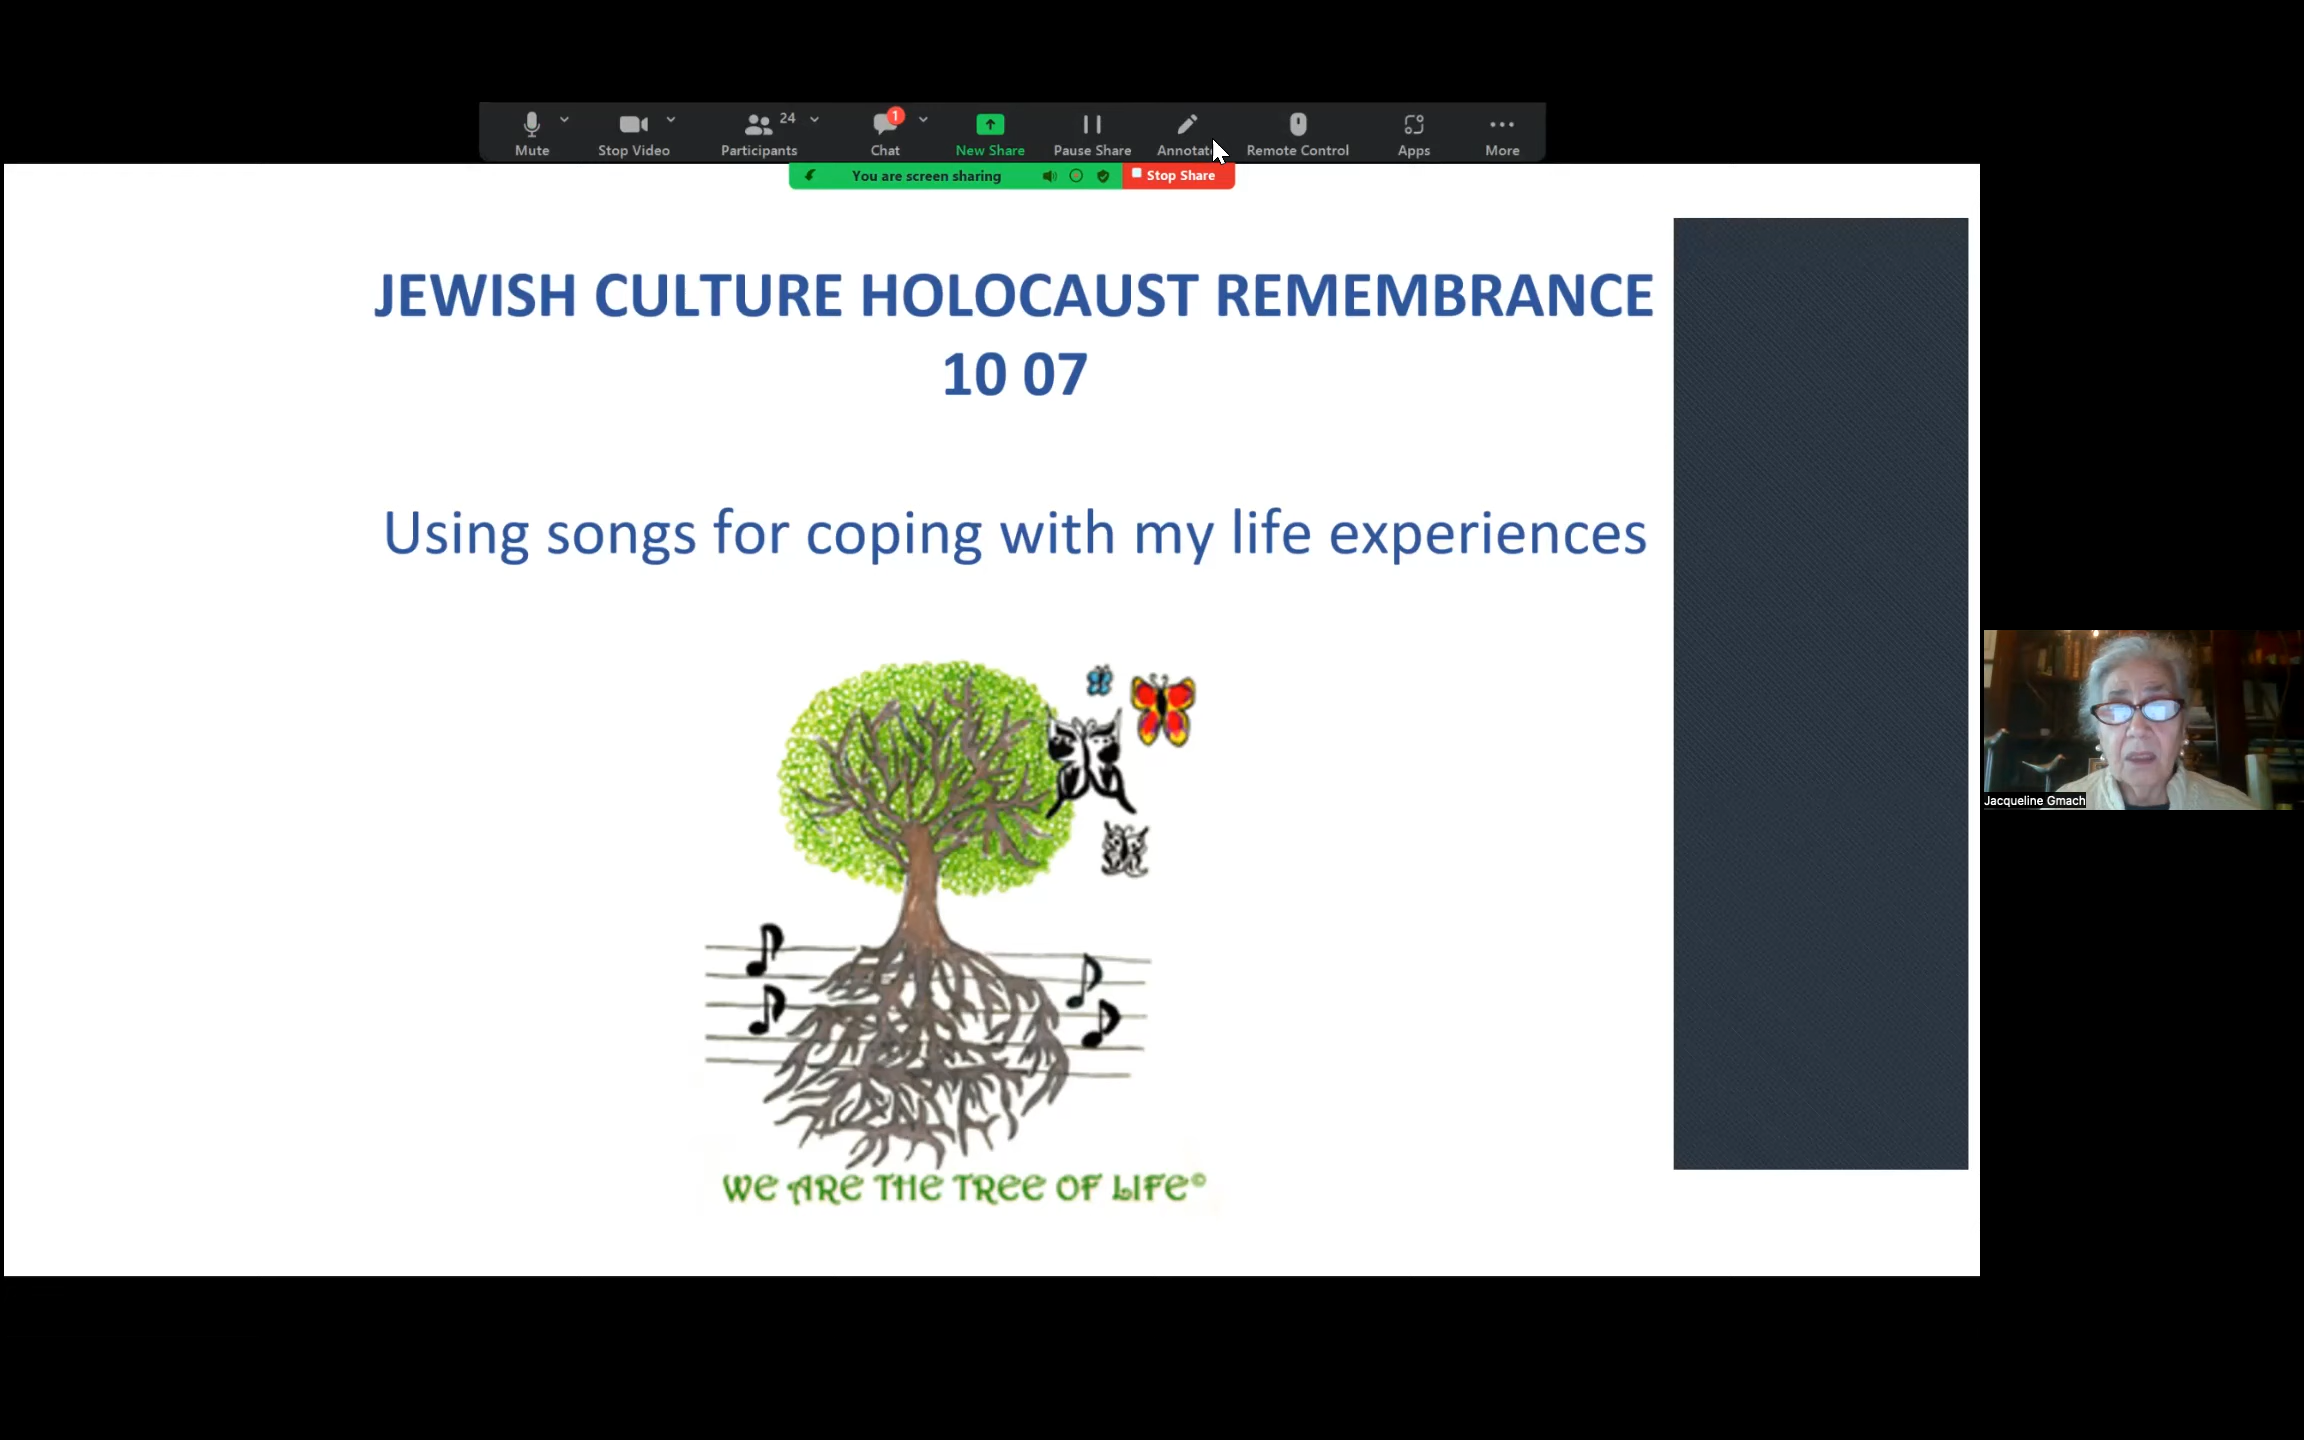 24
1
Mute
Stop Video
Participants
Chat
New Share
Pause Share
Annotate
Remote Control
Apps
More
You are screen sharing
Stop Share
JEWISH CULTURE HOLOCAUST REMEMBRANCE
10 07
Using songs for coping with my life experiences
WE ARE THE TREE OF LIFE©
Jacqueline Gmach